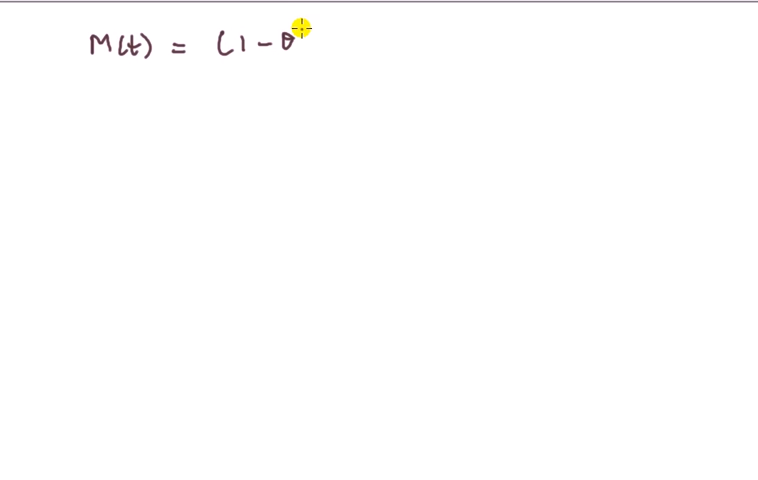 M(t) = (1 - θ